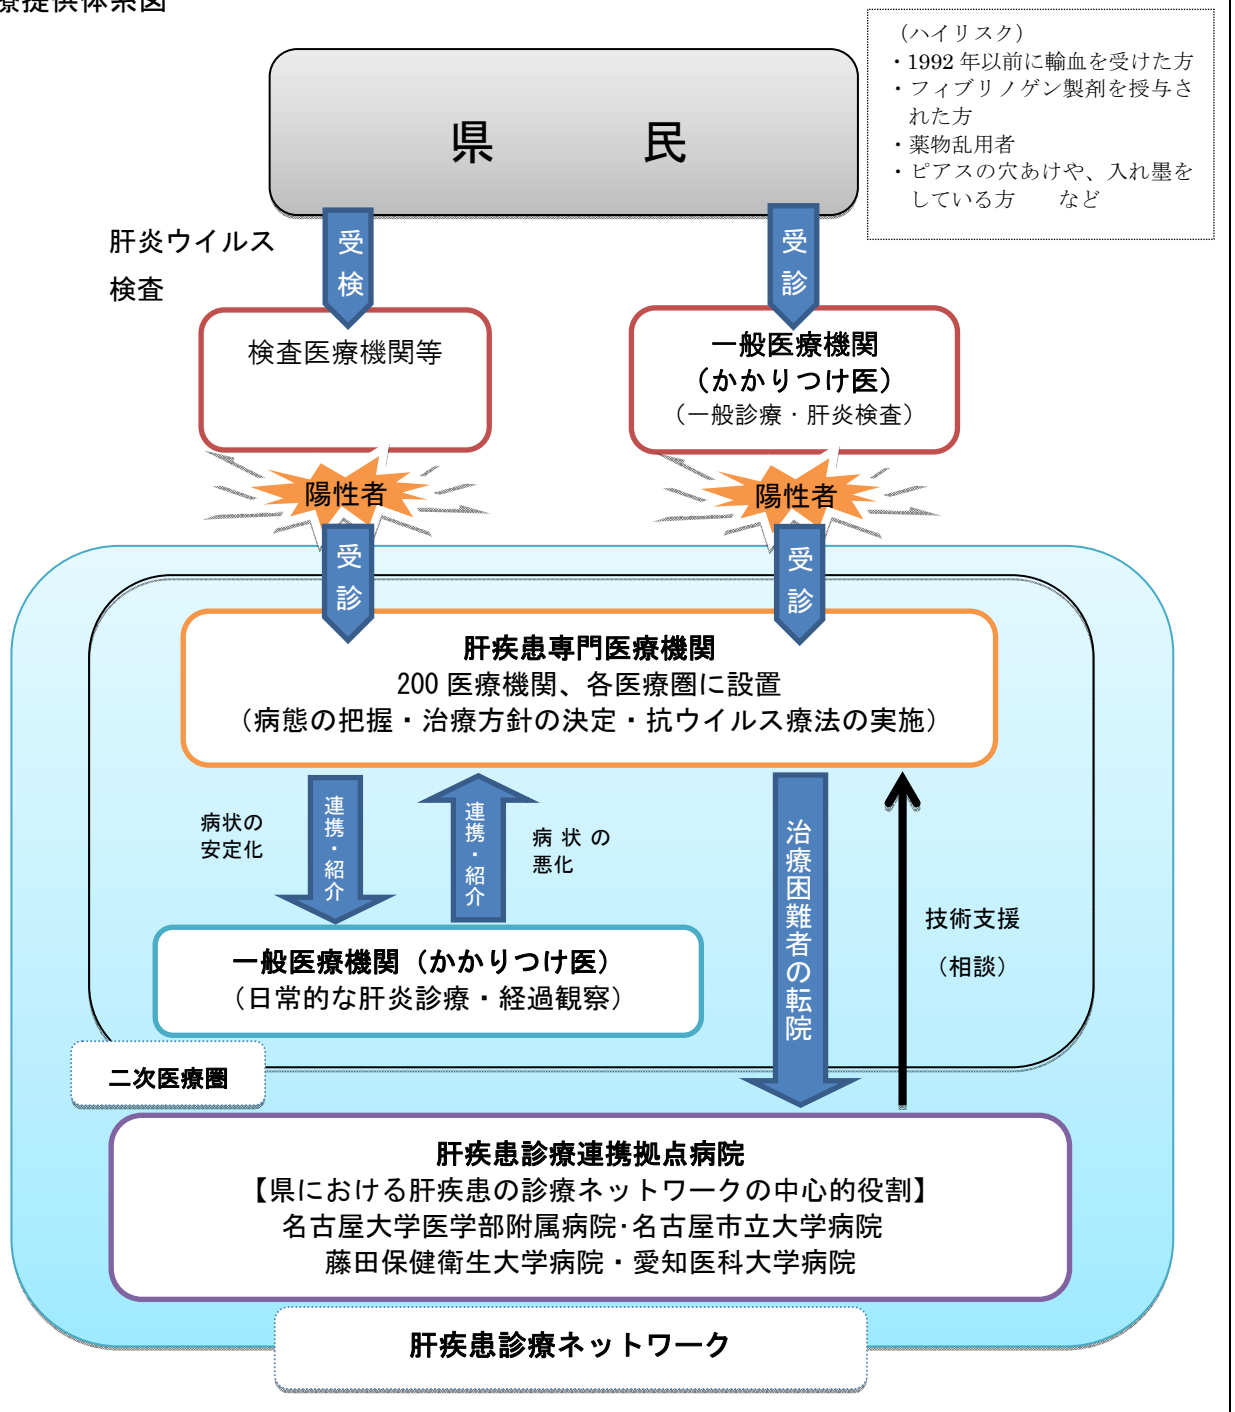 療提供体系図
（ハイリスク）
・1992 年以前に輸血を受けた方
・フィブリノゲン製剤を授与さ
れた方
・薬物乱用者
・ピアスの穴あけや、入れ墨を
している方　　など
県　　　民
肝炎ウイルス
検査
受検
受診
検査医療機関等
一般医療機関
（かかりつけ医）
（一般診療・肝炎検査）
陽性者
陽性者
受診
受診
肝疾患専門医療機関
200 医療機関、各医療圏に設置
（病態の把握・治療方針の決定・抗ウイルス療法の実施）
病状の
安定化
連携・紹介
連携・紹介
病 状 の
悪化
治療困難者の転院
技術支援
（相談）
一般医療機関（かかりつけ医）
（日常的な肝炎診療・経過観察）
二次医療圏
肝疾患診療連携拠点病院
【県における肝疾患の診療ネットワークの中心的役割】
名古屋大学医学部附属病院･名古屋市立大学病院
藤田保健衛生大学病院・愛知医科大学病院
肝疾患診療ネットワーク